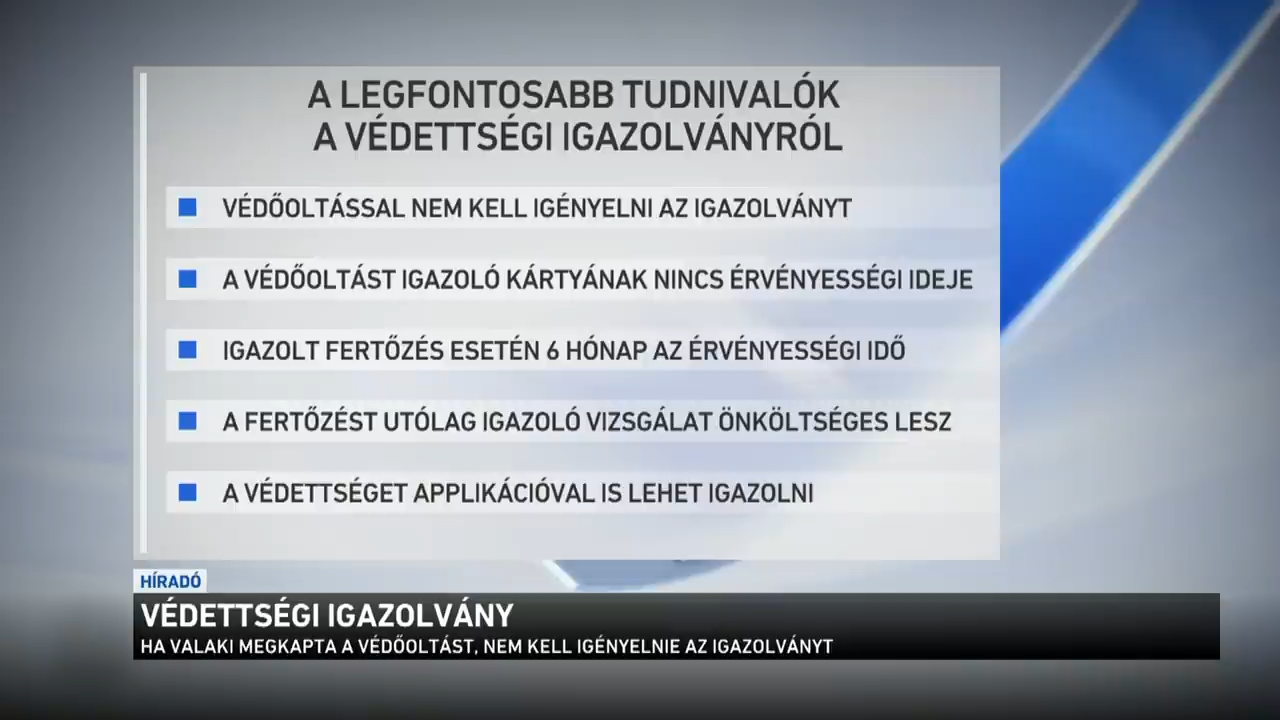 A LEGFONTOSABB TUDNIVALÓK
A VÉDETTSÉGI IGAZOLVÁNYRÓL
VÉDŐOLTÁSSAL NEM KELL IGÉNYELNI AZ IGAZOLVÁNYT
A VÉDŐOLTÁST IGAZOLÓ KÁRTYÁNAK NINCS ÉRVÉNYESSÉGI IDEJE
IGAZOLT FERTŐZÉS ESETÉN 6 HÓNAP AZ ÉRVÉNYESSÉGI IDŐ
A FERTŐZÉST UTÓLAG IGAZOLÓ VIZSGÁLAT ÖNKÖLTSÉGES LESZ
A VÉDETTSÉGET APPLIKÁCIÓVAL IS LEHET IGAZOLNI
HÍRADÓ
VÉDETTSÉGI IGAZOLVÁNY
HA VALAKI MEGKAPTA A VÉDŐOLTÁST, NEM KELL IGÉNYELNIE AZ IGAZOLVÁNYT